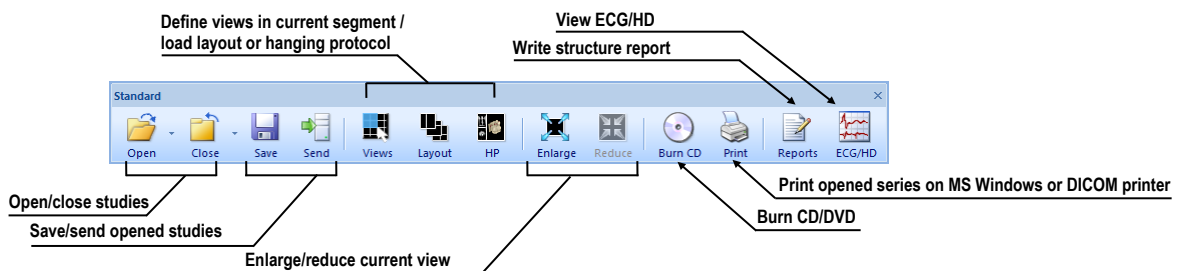 Define views in current segment /
load layout or hanging protocol
View ECG/HD
Write structure report
Standard
Open Close Save Send Views Layout HP Enlarge Reduce Burn CD Print Reports ECG/HD
Print opened series on MS Windows or DICOM printer
Open/close studies
Burn CD/DVD
Save/send opened studies
Enlarge/reduce current view